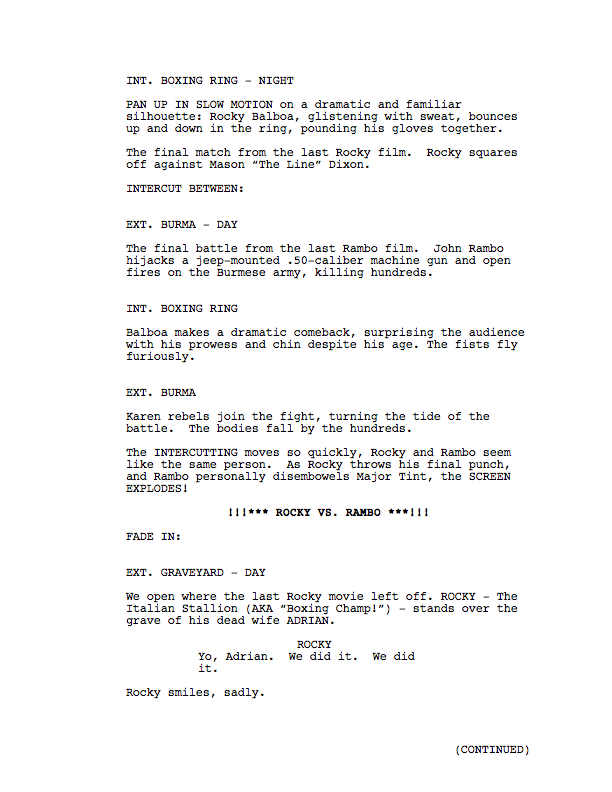 INT. BOXING RING - NIGHT
PAN UP IN SLOW MOTION on a dramatic and familiar
silhouette: Rocky Balboa, glistening with sweat, bounces
up and down in the ring, pounding his gloves together.
The final match from the last Rocky film.  Rocky squares
off against Mason “The Line” Dixon.
INTERCUT BETWEEN:
EXT. BURMA - DAY
The final battle from the last Rambo film.  John Rambo
hijacks a jeep-mounted .50-caliber machine gun and open
fires on the Burmese army, killing hundreds.
INT. BOXING RING
Balboa makes a dramatic comeback, surprising the audience
with his prowess and chin despite his age. The fists fly
furiously.
EXT. BURMA
Karen rebels join the fight, turning the tide of the
battle.  The bodies fall by the hundreds.
The INTERCUTTING moves so quickly, Rocky and Rambo seem
like the same person.  As Rocky throws his final punch,
and Rambo personally disembowels Major Tint, the SCREEN
EXPLODES!
!!!*** ROCKY VS. RAMBO ***!!!
FADE IN:
EXT. GRAVEYARD - DAY
We open where the last Rocky movie left off. ROCKY - The
Italian Stallion (AKA “Boxing Champ!”) - stands over the
grave of his dead wife ADRIAN.
ROCKY
Yo, Adrian.  We did it.  We did
it.
Rocky smiles, sadly.
(CONTINUED)